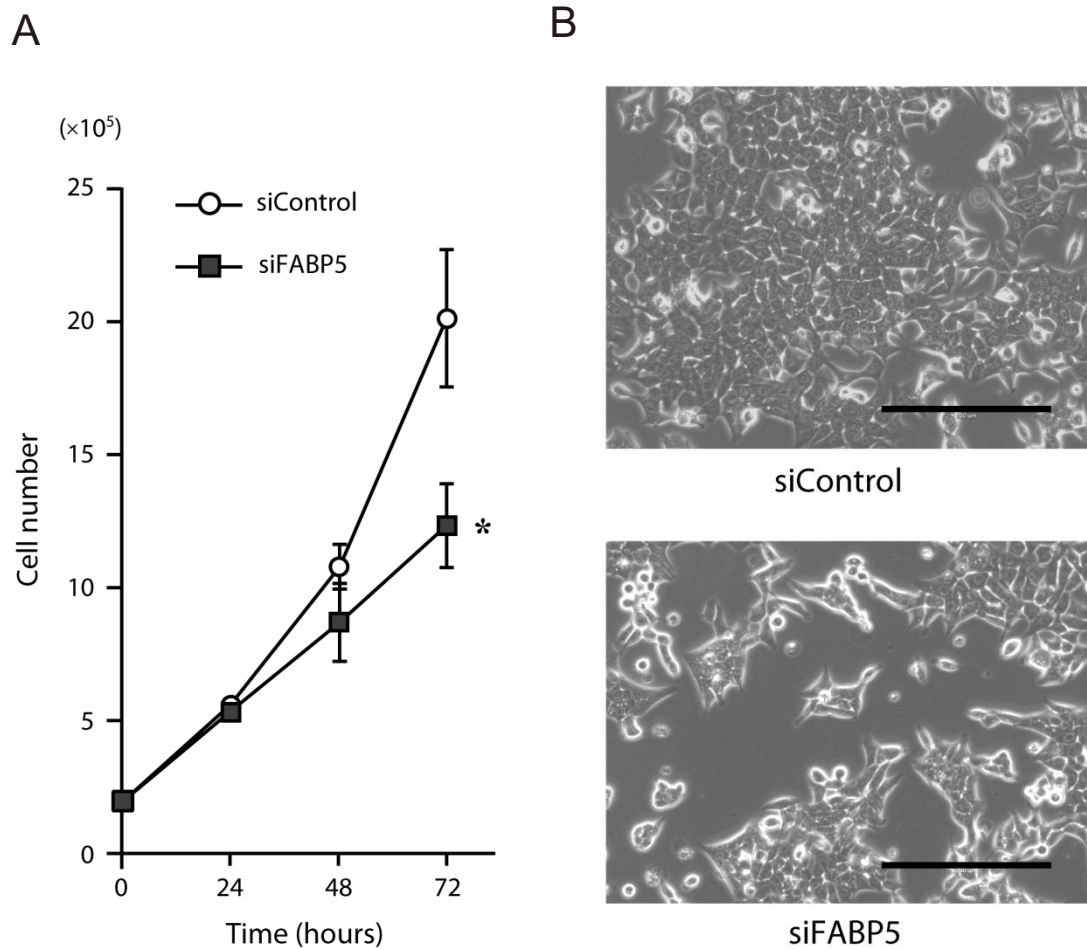 A
B
(×10⁵)
siControl
siFABP5
25
20
15
10
5
0
Cell number
*
0 24 48 72
Time (hours)
siControl
siFABP5